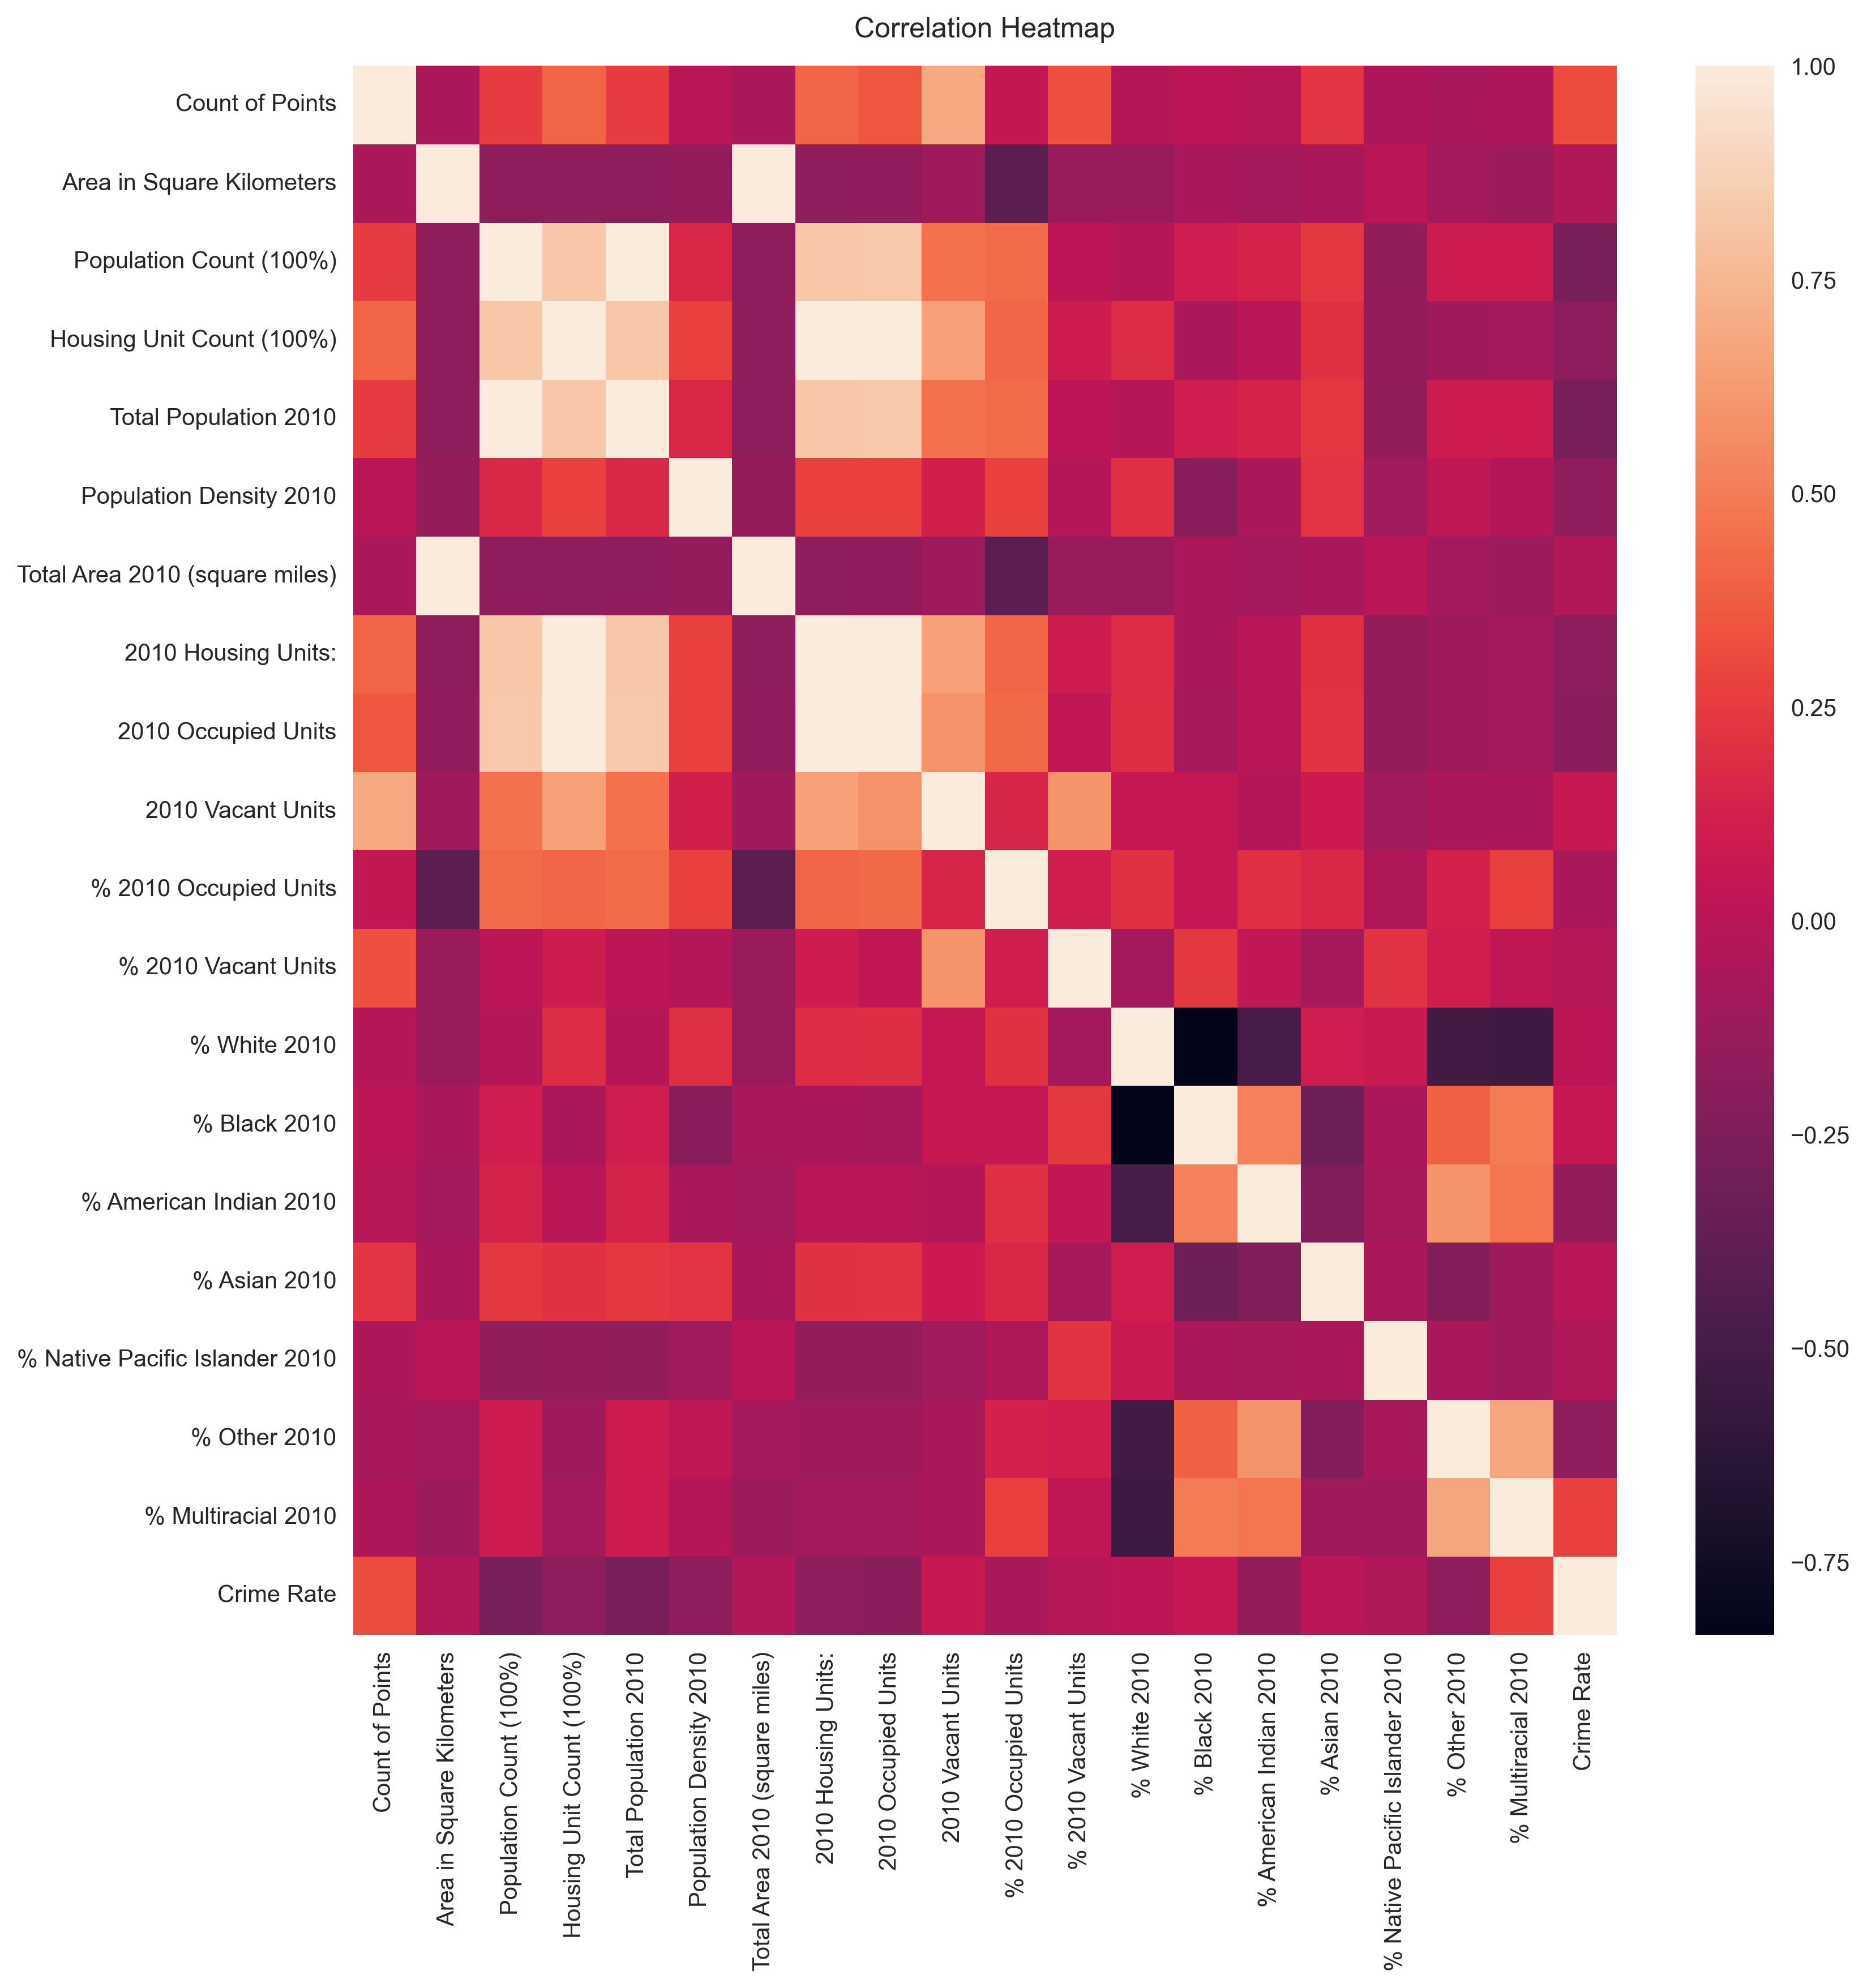 Correlation Heatmap
Count of Points
Area in Square Kilometers
Population Count (100%)
Housing Unit Count (100%)
Total Population 2010
Population Density 2010
Total Area 2010 (square miles)
2010 Housing Units:
2010 Occupied Units
2010 Vacant Units
% 2010 Occupied Units
% 2010 Vacant Units
% White 2010
% Black 2010
% American Indian 2010
% Asian 2010
% Native Pacific Islander 2010
% Other 2010
% Multiracial 2010
Crime Rate
Count of Points
Area in Square Kilometers
Population Count (100%)
Housing Unit Count (100%)
Total Population 2010
Population Density 2010
Total Area 2010 (square miles)
2010 Housing Units:
2010 Occupied Units
2010 Vacant Units
% 2010 Occupied Units
% 2010 Vacant Units
% White 2010
% Black 2010
% American Indian 2010
% Asian 2010
% Native Pacific Islander 2010
% Other 2010
% Multiracial 2010
Crime Rate
1.00
0.75
0.50
0.25
0.00
−0.25
−0.50
−0.75